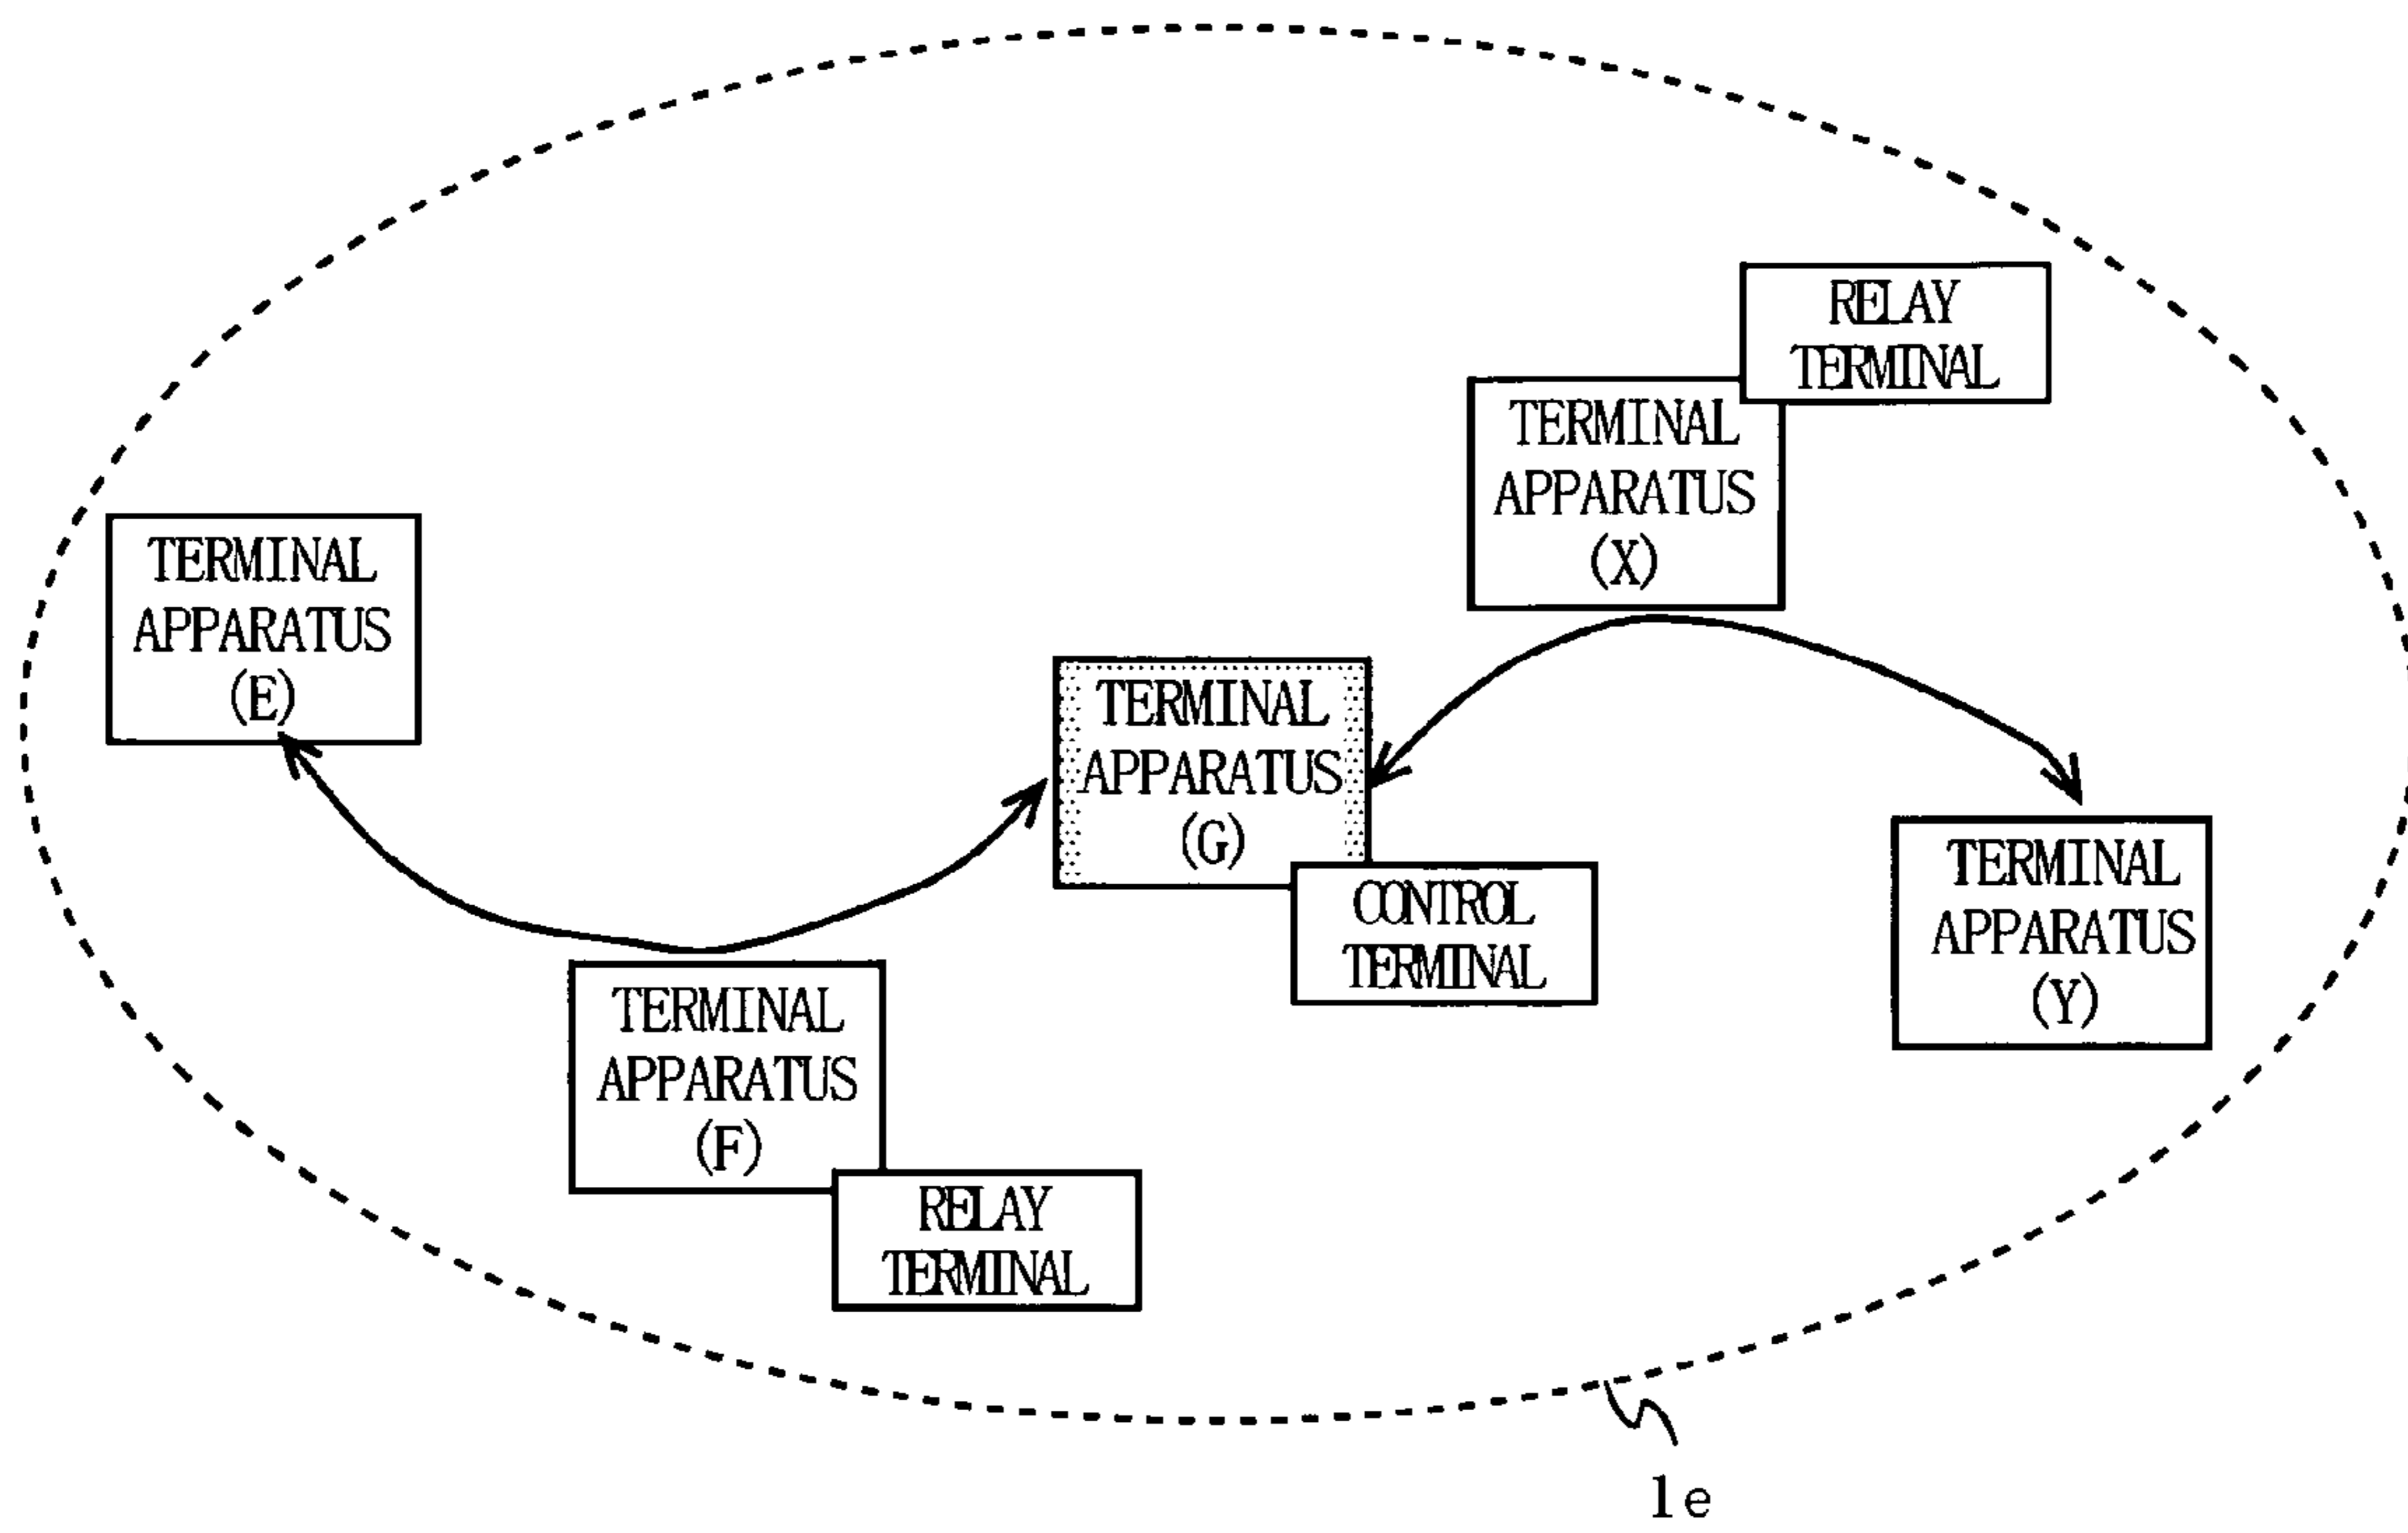 RELAY
TERMINAL
TERMINAL
APPARATUS
(X)
TERMINAL
APPARATUS
(E)
TERMINAL
APPARATUS
(G)
CONTROL
TERMINAL
TERMINAL
APPARATUS
(Y)
TERMINAL
APPARATUS
(F)
RELAY
TERMINAL
1e